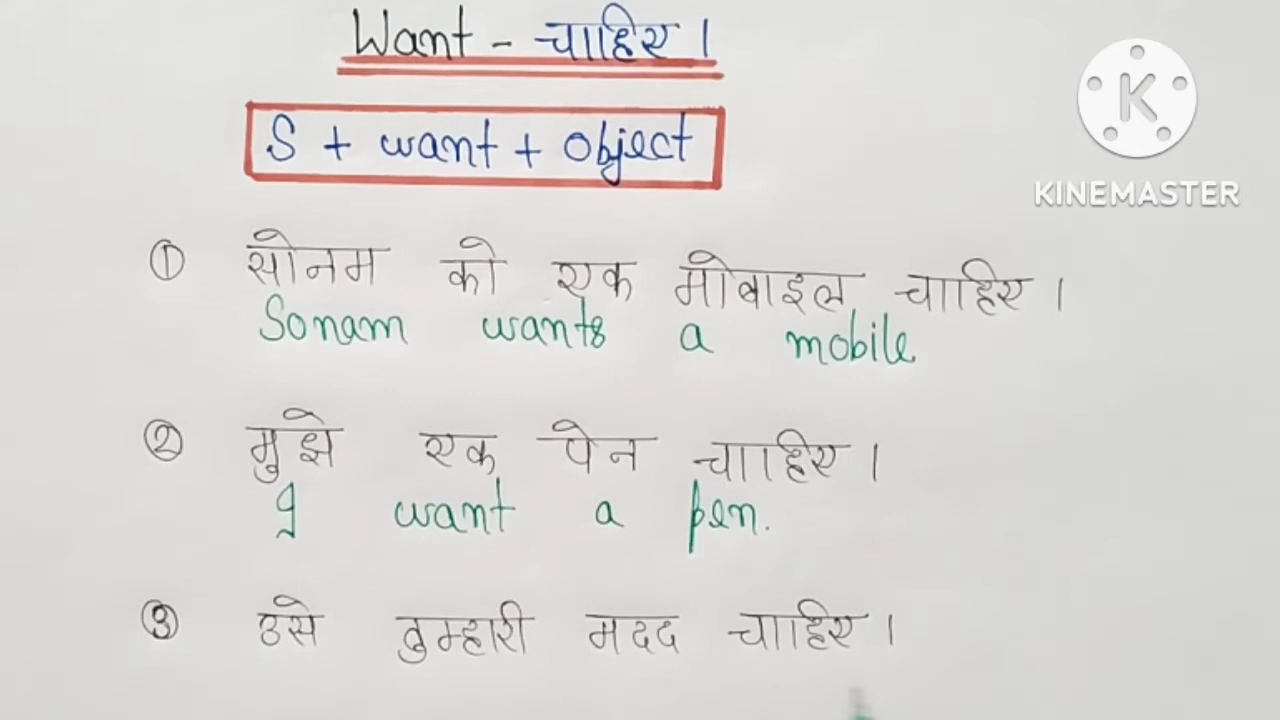 Want - चाहिए।
S + want + object
① सोनम को एक मोबाइल चाहिए।
Sonam wants a mobile
② मुझे एक पेन चाहिए।
I want a pen.
③ उसे तुम्हारी मदद चाहिए।
K
KINEMASTER